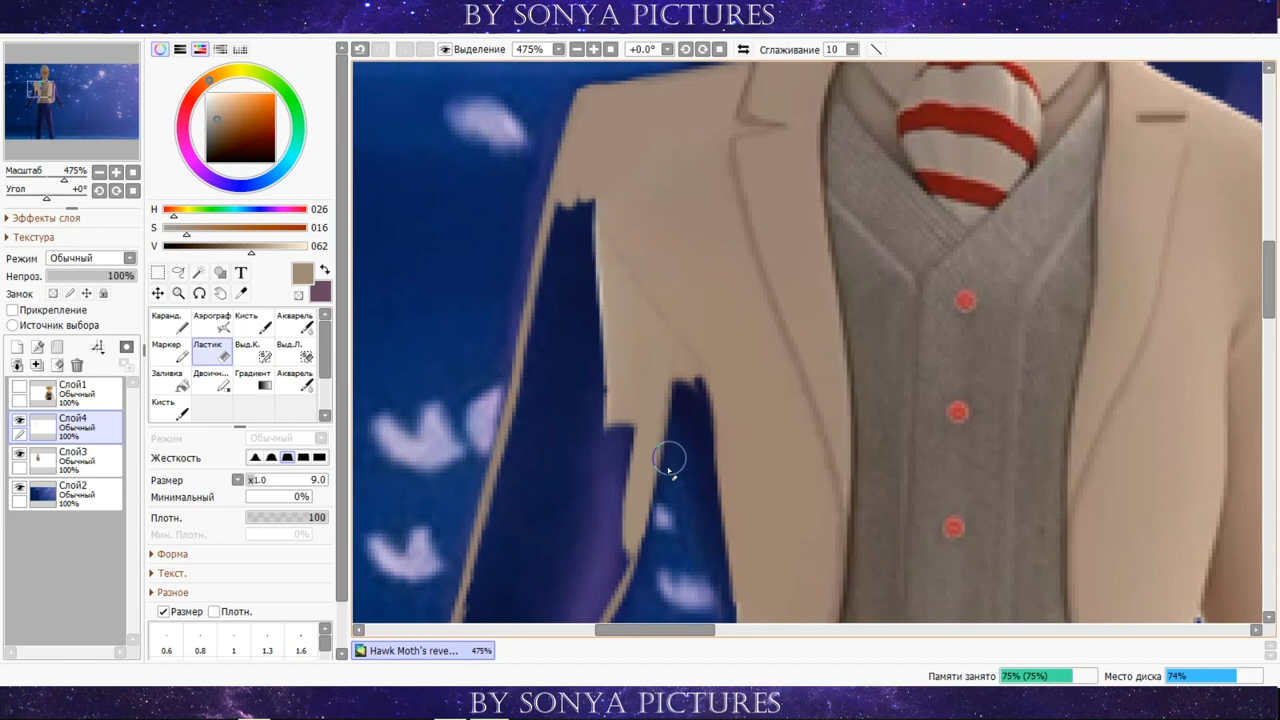 BY SONYA PICTURES
Выделение 475% +0.0° Сглаживание 10
Масштаб 475%
Угол +0°
Эффекты слоя
Текстура
Режим Обычный
Непроз. 100%
Замок
Прикрепление
Источник выбора
Слой1
Обычный
100%
Слой4
Обычный
100%
Слой3
Обычный
100%
Слой2
Обычный
100%
H 026
S 016
V 062
T
Каранд. Аэрограф Кисть Акварель
Маркер Ластик Выд.К. Выд.Л.
Заливка Двоичн... Градиент Акварель
Кисть
Режим Обычный
Жесткость
Размер x1.0 9.0
Минимальный 0%
Плотн. 100
Мин. Плотн. 0%
Форма
Текст.
Разное
Размер Плотн.
0.6 0.8 1 1.3 1.6
Hawk Moth's reve... 475%
Памяти занято 75% (75%) Место диска 74%
BY SONYA PICTURES